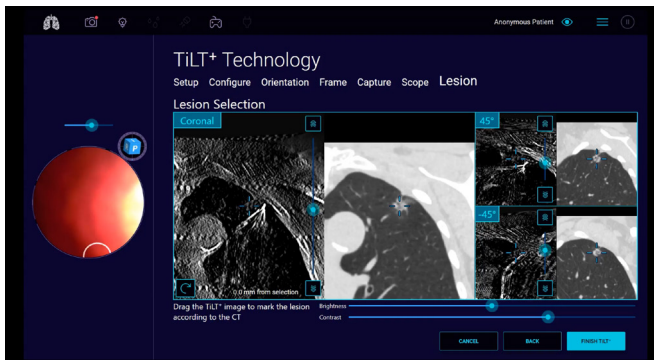 Anonymous Patient
TiLT⁺ Technology
Setup Configure Orientation Frame Capture Scope Lesion
Lesion Selection
Coronal
45°
P
-45°
0.0 mm from selection
Drag the TiLT⁺ image to mark the lesion
according to the CT
Brightness
Contrast
CANCEL
BACK
FINISH TILT⁺